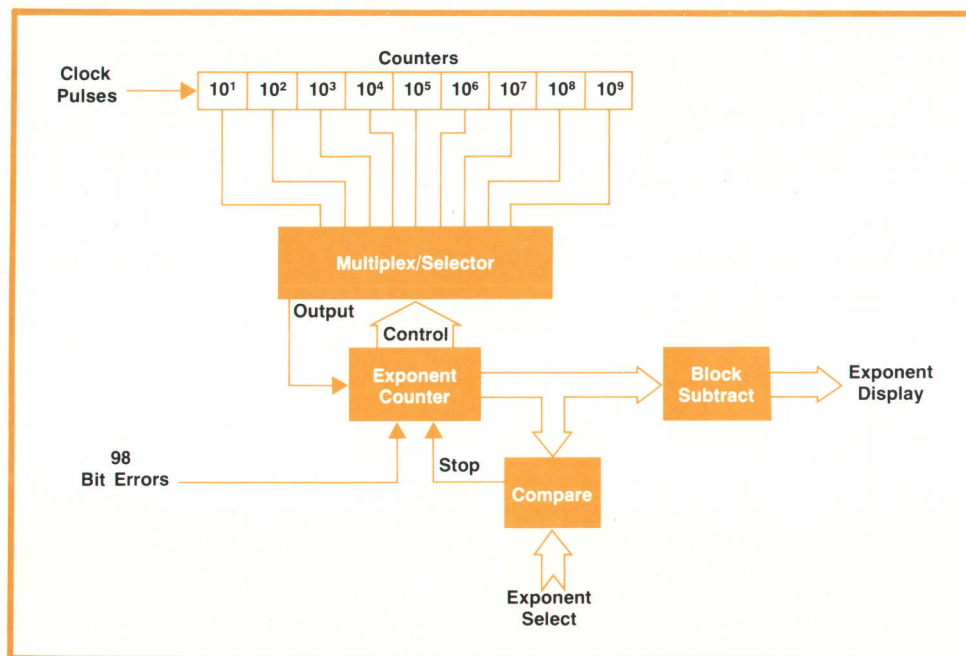 Counters
Clock
Pulses
10¹ 10² 10³ 10⁴ 10⁵ 10⁶ 10⁷ 10⁸ 10⁹
Multiplex/Selector
Output
Control
Exponent
Counter
Block
Subtract
Exponent
Display
98
Bit Errors
Stop
Compare
Exponent
Select